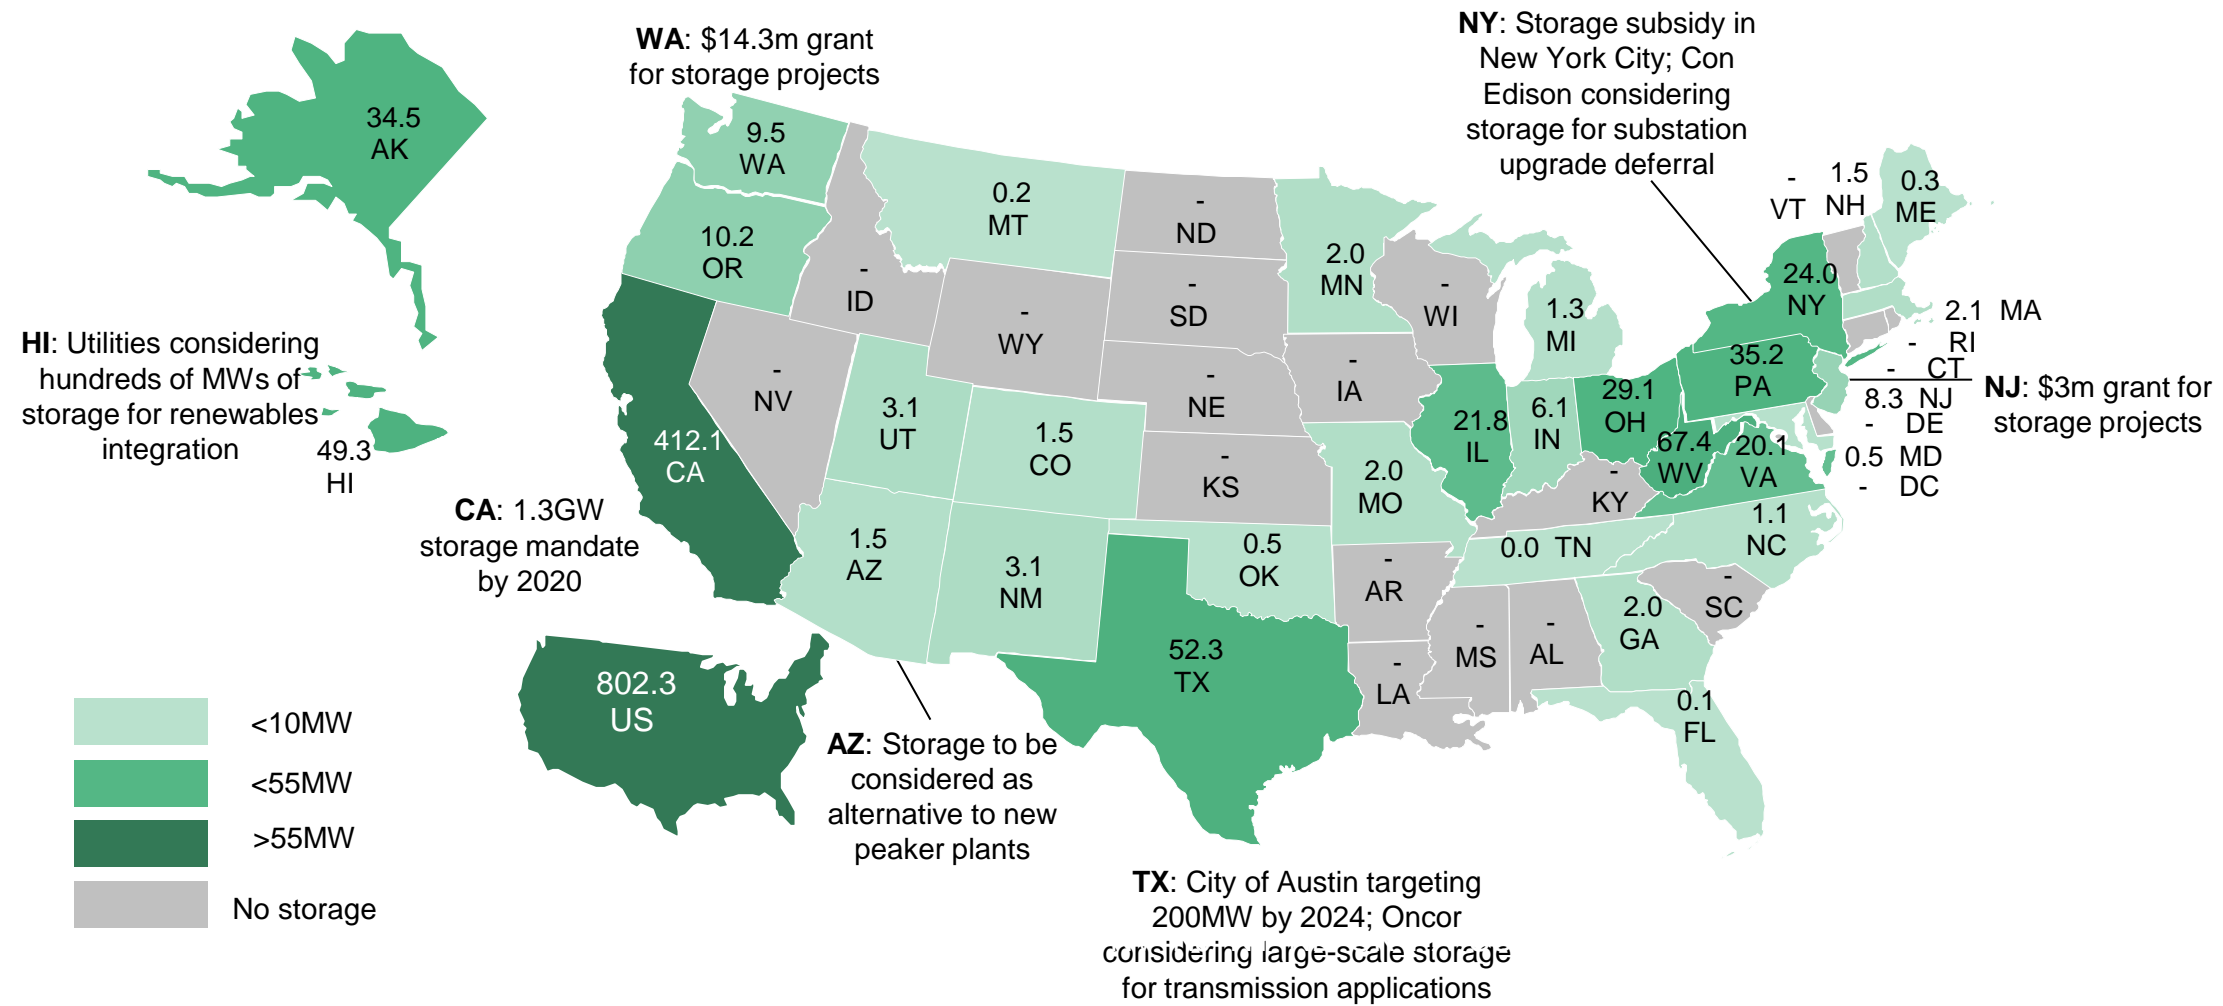 WA: $14.3m grant
for storage projects
NY: Storage subsidy in
New York City; Con
Edison considering
storage for substation
upgrade deferral
34.5
AK
9.5
WA
10.2
OR
0.2
MT
-
ND
-
ID
-
WY
-
SD
2.0
MN
-
WI
1.3
MI
-
VT
1.5
NH
0.3
ME
24.0
NY
2.1 MA
- RI
- CT
8.3 NJ
- DE
0.5 MD
- DC
NJ: $3m grant for
storage projects
HI: Utilities considering
hundreds of MWs of
storage for renewables
integration
49.3
HI
-
NV
3.1
UT
1.5
CO
-
NE
-
IA
35.2
PA
29.1
OH
6.1
IN
21.8
IL
67.4
WV
20.1
VA
412.1
CA
-
KS
2.0
MO
-
KY
CA: 1.3GW
storage mandate
by 2020
1.5
AZ
3.1
NM
0.5
OK
-
AR
0.0 TN
1.1
NC
-
SC
2.0
GA
-
AL
-
MS
-
LA
52.3
TX
0.1
FL
802.3
US
AZ: Storage to be
considered as
alternative to new
peaker plants
TX: City of Austin targeting
200MW by 2024; Oncor
considering large-scale storage
for transmission applications
<10MW
<55MW
>55MW
No storage